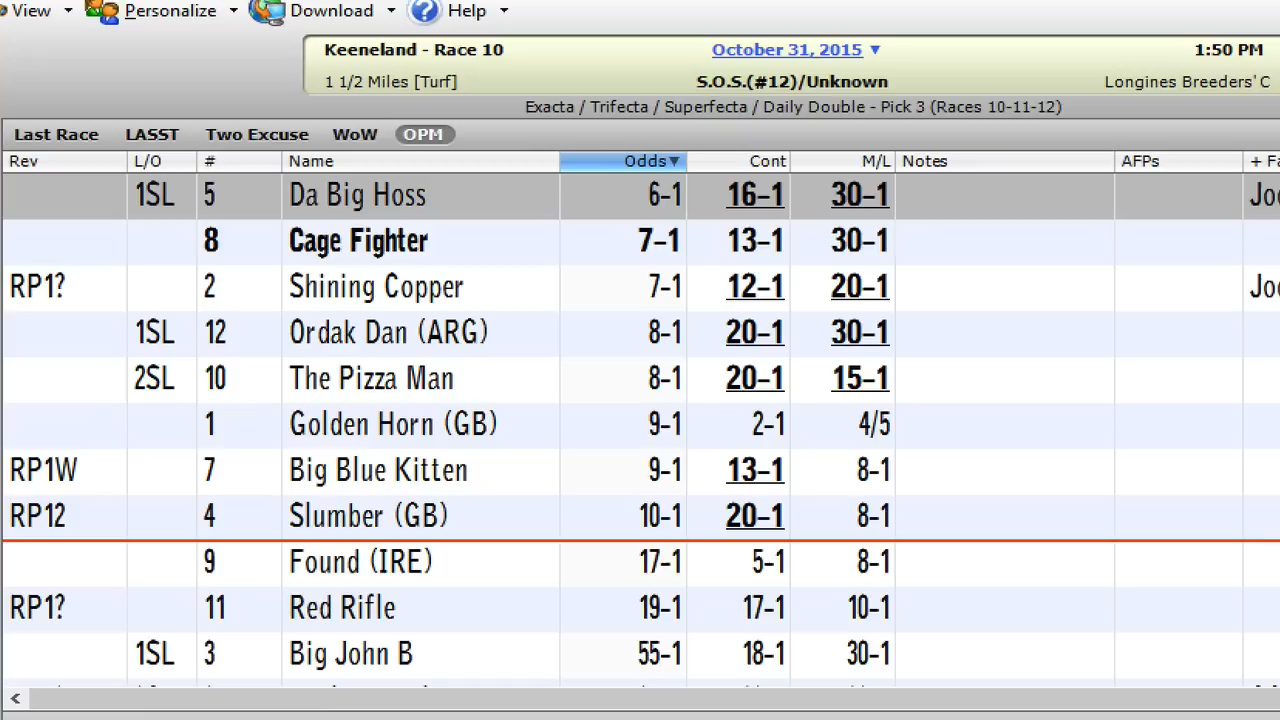 View Personalize Download Help
Keeneland - Race 10 October 31, 2015 1:50 PM
1 1/2 Miles [Turf] S.O.S.(#12)/Unknown Longines Breeders' C
Exacta / Trifecta / Superfecta / Daily Double - Pick 3 (Races 10-11-12)
Last Race LASST Two Excuse WoW OPM
Rev L/O # Name Odds Cont M/L Notes AFPs + Fa
1SL 5 Da Big Hoss 6-1 16-1 30-1 Joc
8 Cage Fighter 7-1 13-1 30-1
RP1? 2 Shining Copper 7-1 12-1 20-1 Joc
1SL 12 Ordak Dan (ARG) 8-1 20-1 30-1
2SL 10 The Pizza Man 8-1 20-1 15-1
1 Golden Horn (GB) 9-1 2-1 4/5
RP1W 7 Big Blue Kitten 9-1 13-1 8-1
RP12 4 Slumber (GB) 10-1 20-1 8-1
9 Found (IRE) 17-1 5-1 8-1
RP1? 11 Red Rifle 19-1 17-1 10-1
1SL 3 Big John B 55-1 18-1 30-1